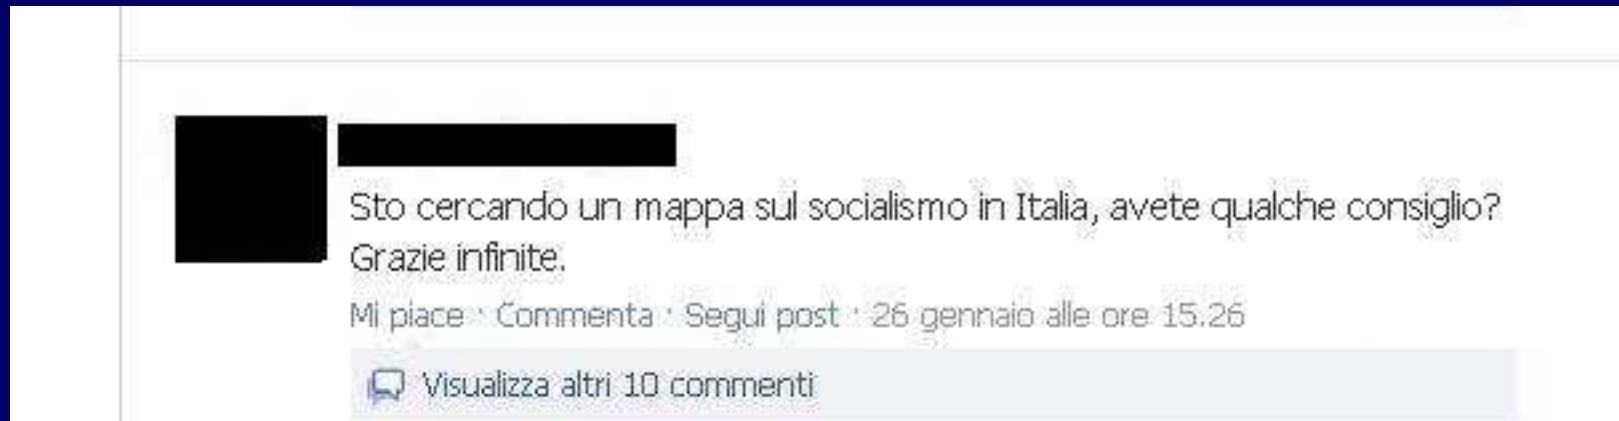 Sto cercando un mappa sul socialismo in Italia, avete qualche consiglio?
Grazie infinite.
Mi piace · Commenta · Segui post · 26 gennaio alle ore 15.26
Visualizza altri 10 commenti